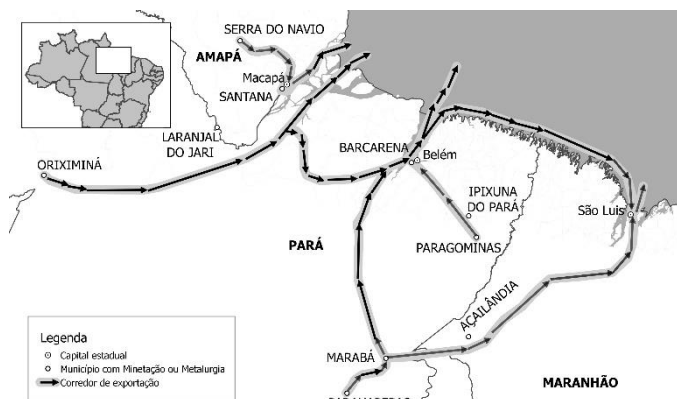 SERRA DO NAVIO
AMAPÁ
Macapá
SANTANA
LARANJAL
DO JARI
ORIXIMINÁ
BARCARENA
Belém
IPIXUNA
DO PARÁ
São Luis
PARÁ
PARAGOMINAS
AÇAILÂNDIA
MARABÁ
MARANHÃO
Legenda
Capital estadual
Município com Minetação ou Metalurgia
Corredor de exportação